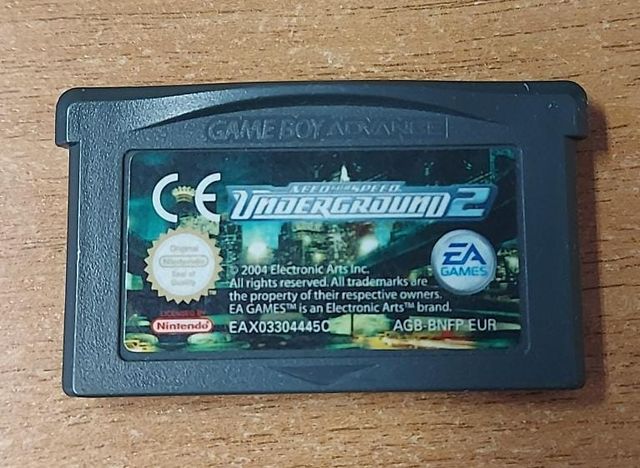 GAME BOY ADVANCE
CE
NEED FOR SPEED
UNDERGROUND 2
Original
Nintendo
Seal of
Quality
EA
GAMES
© 2004 Electronic Arts Inc.
All rights reserved. All trademarks are
the property of their respective owners.
EA GAMES™ is an Electronic Arts™ brand.
LICENSED BY
Nintendo
EAX03304445C
AGB-BNFP EUR